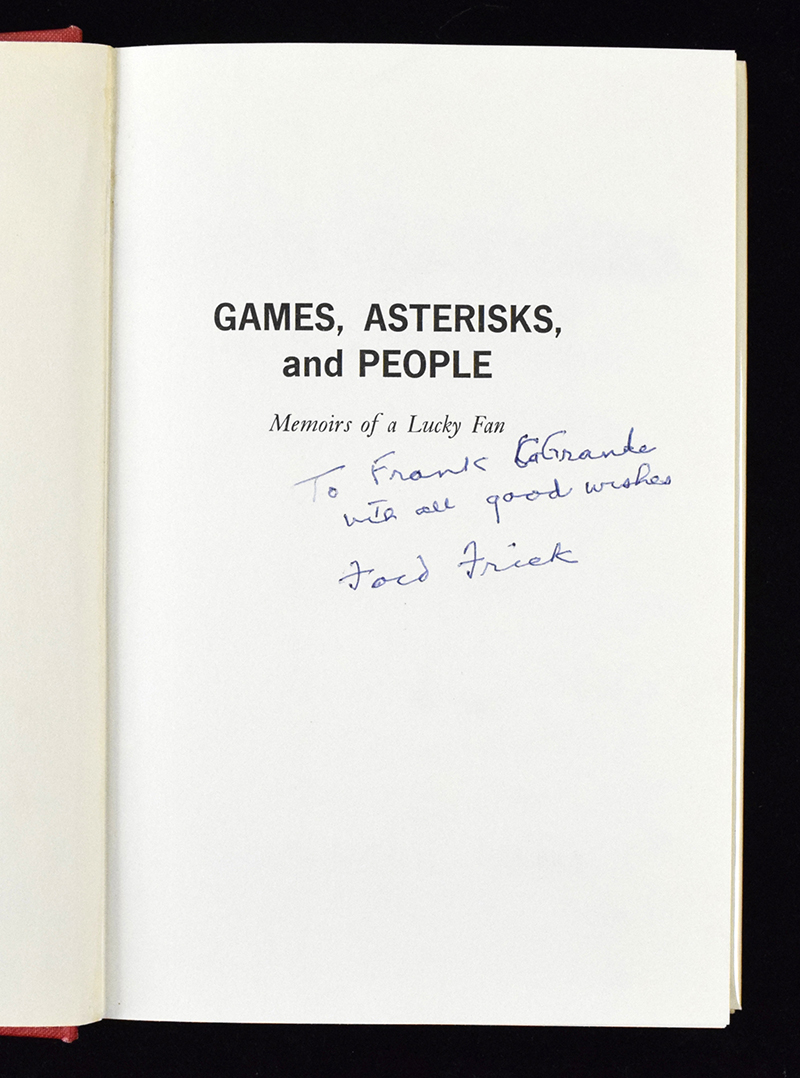 GAMES, ASTERISKS,
and PEOPLE
Memoirs of a Lucky Fan
To Frank LaGrande
with all good wishes
Ford Frick